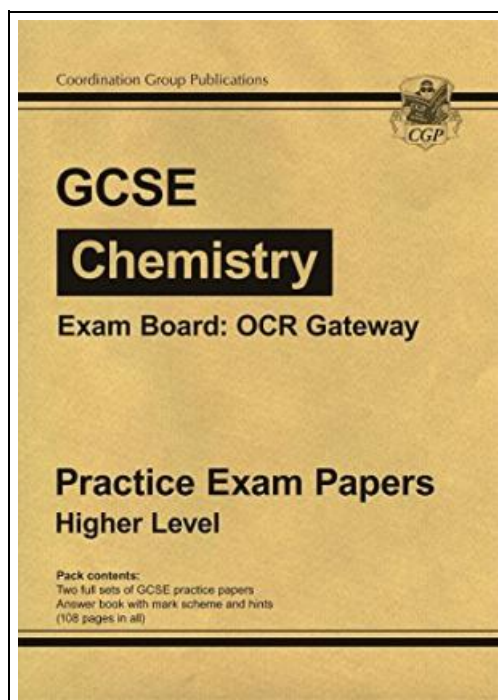 Coordination Group Publications
CGP
GCSE
Chemistry
Exam Board: OCR Gateway
Practice Exam Papers
Higher Level
Pack contents:
Two full sets of GCSE practice papers
Answer book with mark scheme and hints
(108 pages in all)